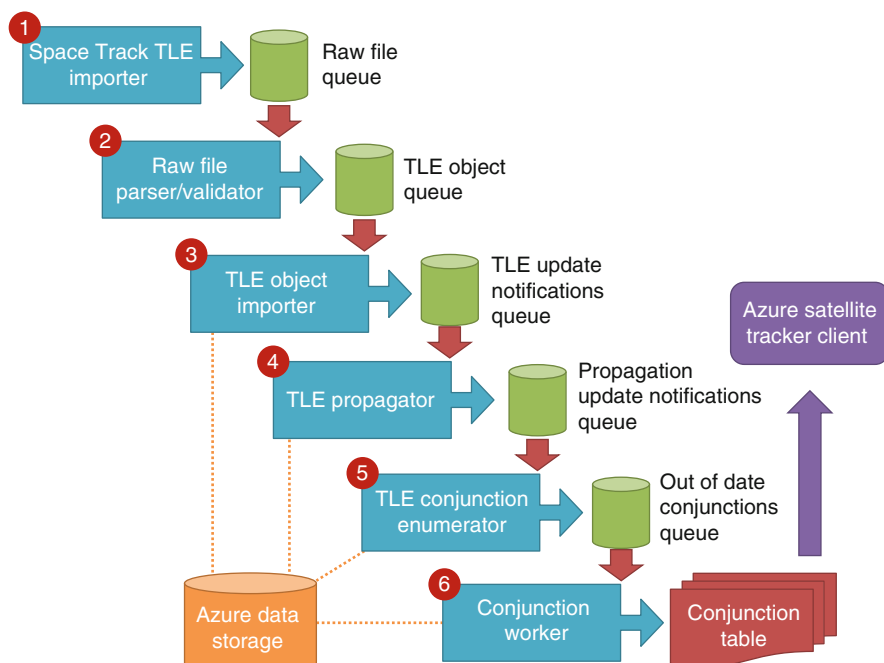 1
Space Track TLE
importer
Raw file
queue
2
Raw file
parser/validator
TLE object
queue
3
TLE object
importer
TLE update
notifications
queue
Azure satellite
tracker client
4
TLE propagator
Propagation
update notifications
queue
5
TLE conjunction
enumerator
Out of date
conjunctions
queue
Azure data
storage
6
Conjunction
worker
Conjunction
table